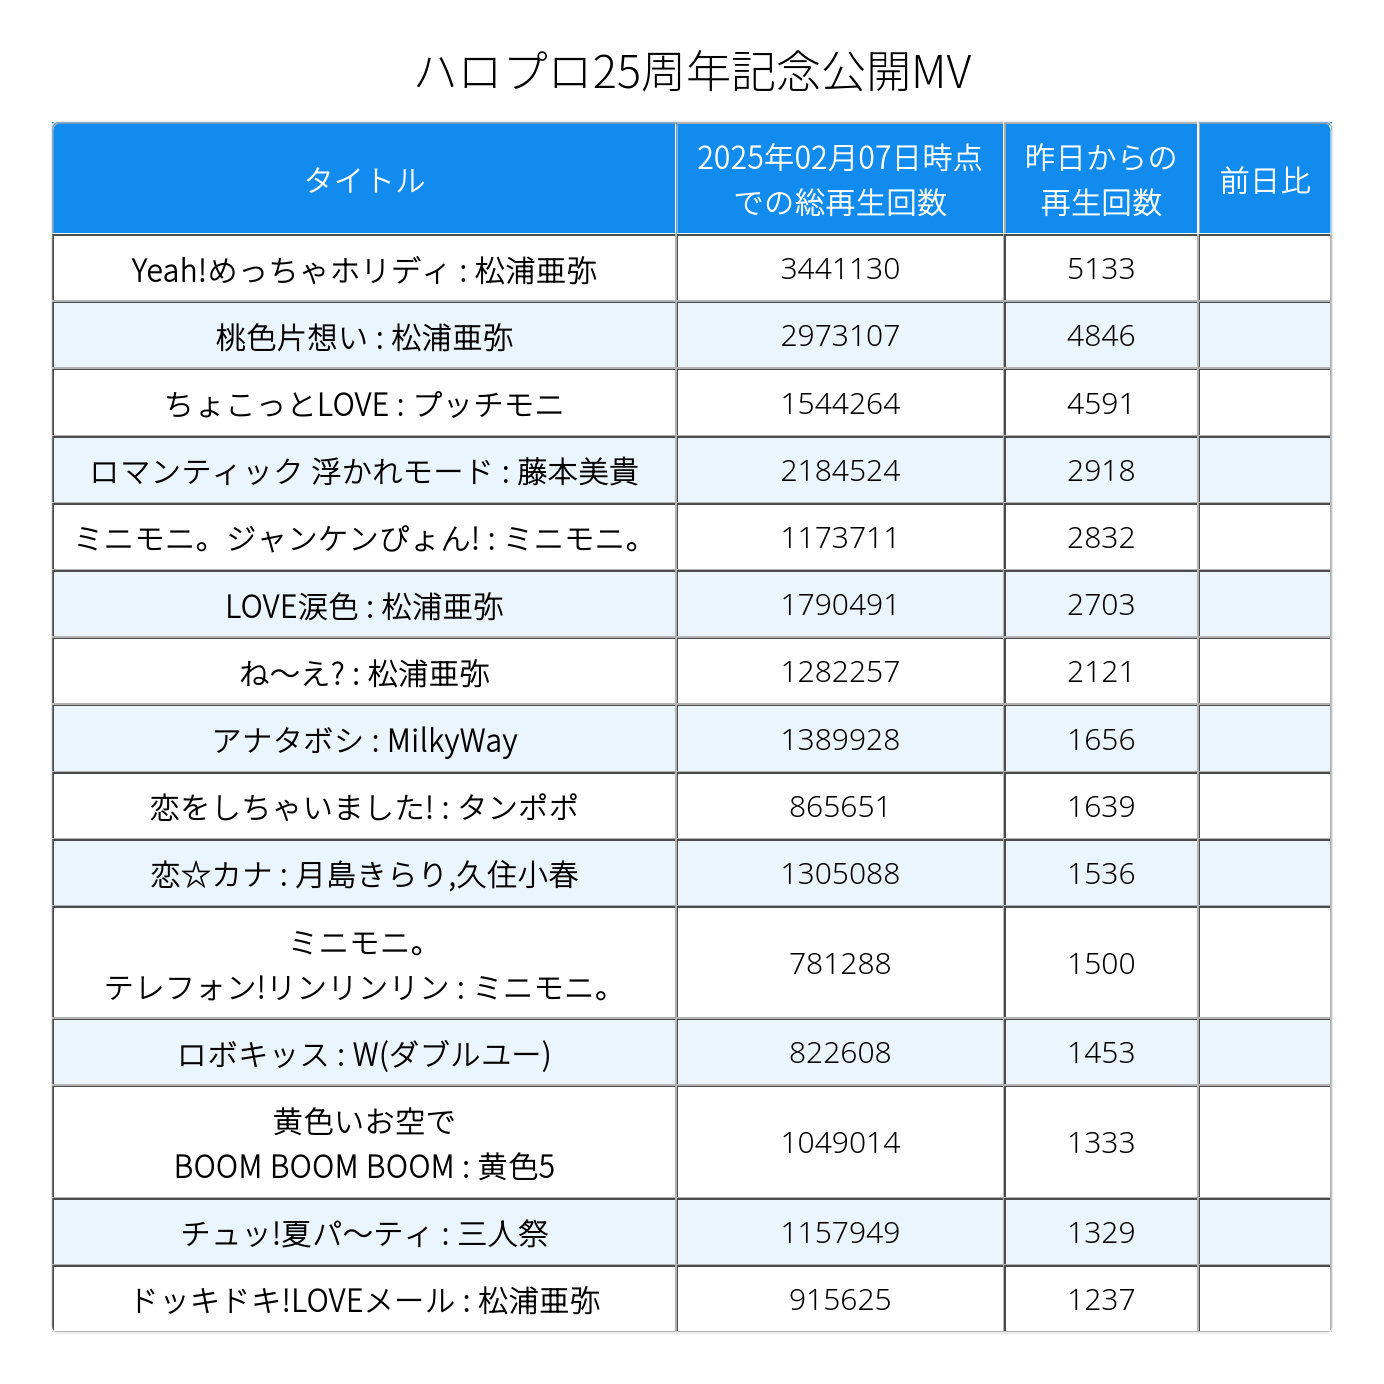 ハロプロ25周年記念公開MV
タイトル
2025年02月07日時点
での総再生回数
昨日からの
再生回数
前日比
Yeah!めっちゃホリディ : 松浦亜弥 3441130 5133
桃色片想い : 松浦亜弥 2973107 4846
ちょこっとLOVE : プッチモニ 1544264 4591
ロマンティック 浮かれモード : 藤本美貴 2184524 2918
ミニモニ。ジャンケンぴょん! : ミニモニ。 1173711 2832
LOVE涙色 : 松浦亜弥 1790491 2703
ね〜え? : 松浦亜弥 1282257 2121
アナタボシ : MilkyWay 1389928 1656
恋をしちゃいました! : タンポポ 865651 1639
恋☆カナ : 月島きらり,久住小春 1305088 1536
ミニモニ。
テレフォン!リンリンリン : ミニモニ。 781288 1500
ロボキッス : W(ダブルユー) 822608 1453
黄色いお空で
BOOM BOOM BOOM : 黄色5 1049014 1333
チュッ!夏パ〜ティ : 三人祭 1157949 1329
ドッキドキ!LOVEメール : 松浦亜弥 915625 1237